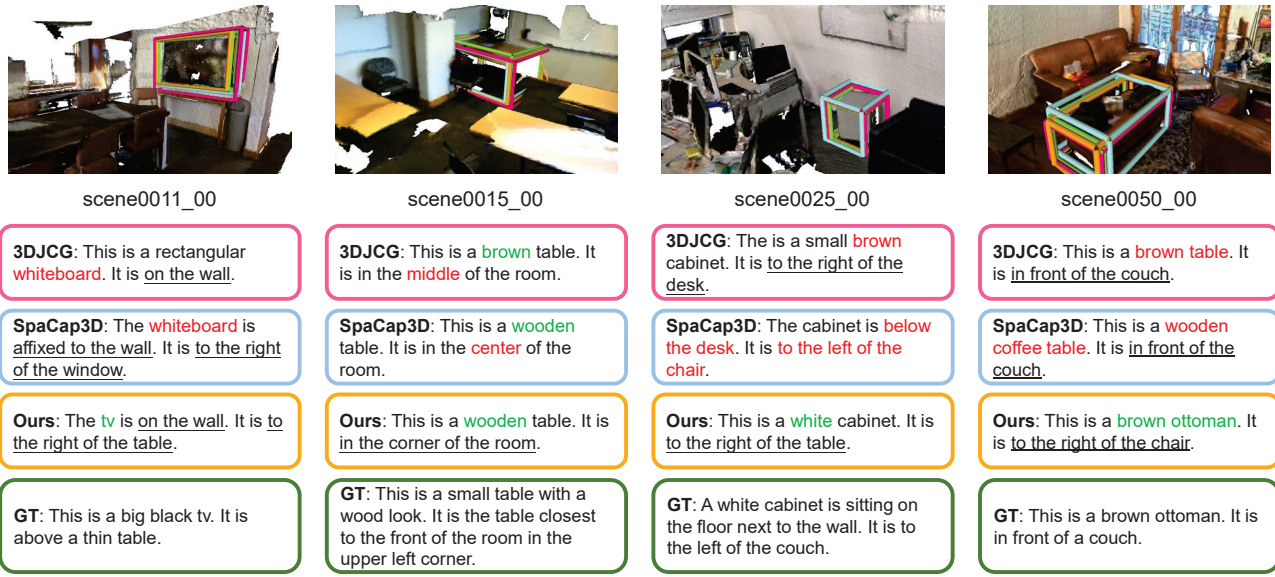 scene0011_00
scene0015_00
scene0025_00
scene0050_00
3DJCG: This is a rectangular
whiteboard. It is on the wall.
3DJCG: This is a brown table. It
is in the middle of the room.
3DJCG: The is a small brown
cabinet. It is to the right of the
desk.
3DJCG: This is a brown table. It
is in front of the couch.
SpaCap3D: The whiteboard is
affixed to the wall. It is to the right
of the window.
SpaCap3D: This is a wooden
table. It is in the center of the
room.
SpaCap3D: The cabinet is below
the desk. It is to the left of the
chair.
SpaCap3D: This is a wooden
coffee table. It is in front of the
couch.
Ours: The tv is on the wall. It is to
the right of the table.
Ours: This is a wooden table. It is
in the corner of the room.
Ours: This is a white cabinet. It is
to the right of the table.
Ours: This is a brown ottoman. It
is to the right of the chair.
GT: This is a big black tv. It is
above a thin table.
GT: This is a small table with a
wood look. It is the table closest
to the front of the room in the
upper left corner.
GT: A white cabinet is sitting on
the floor next to the wall. It is to
the left of the couch.
GT: This is a brown ottoman. It is
in front of a couch.